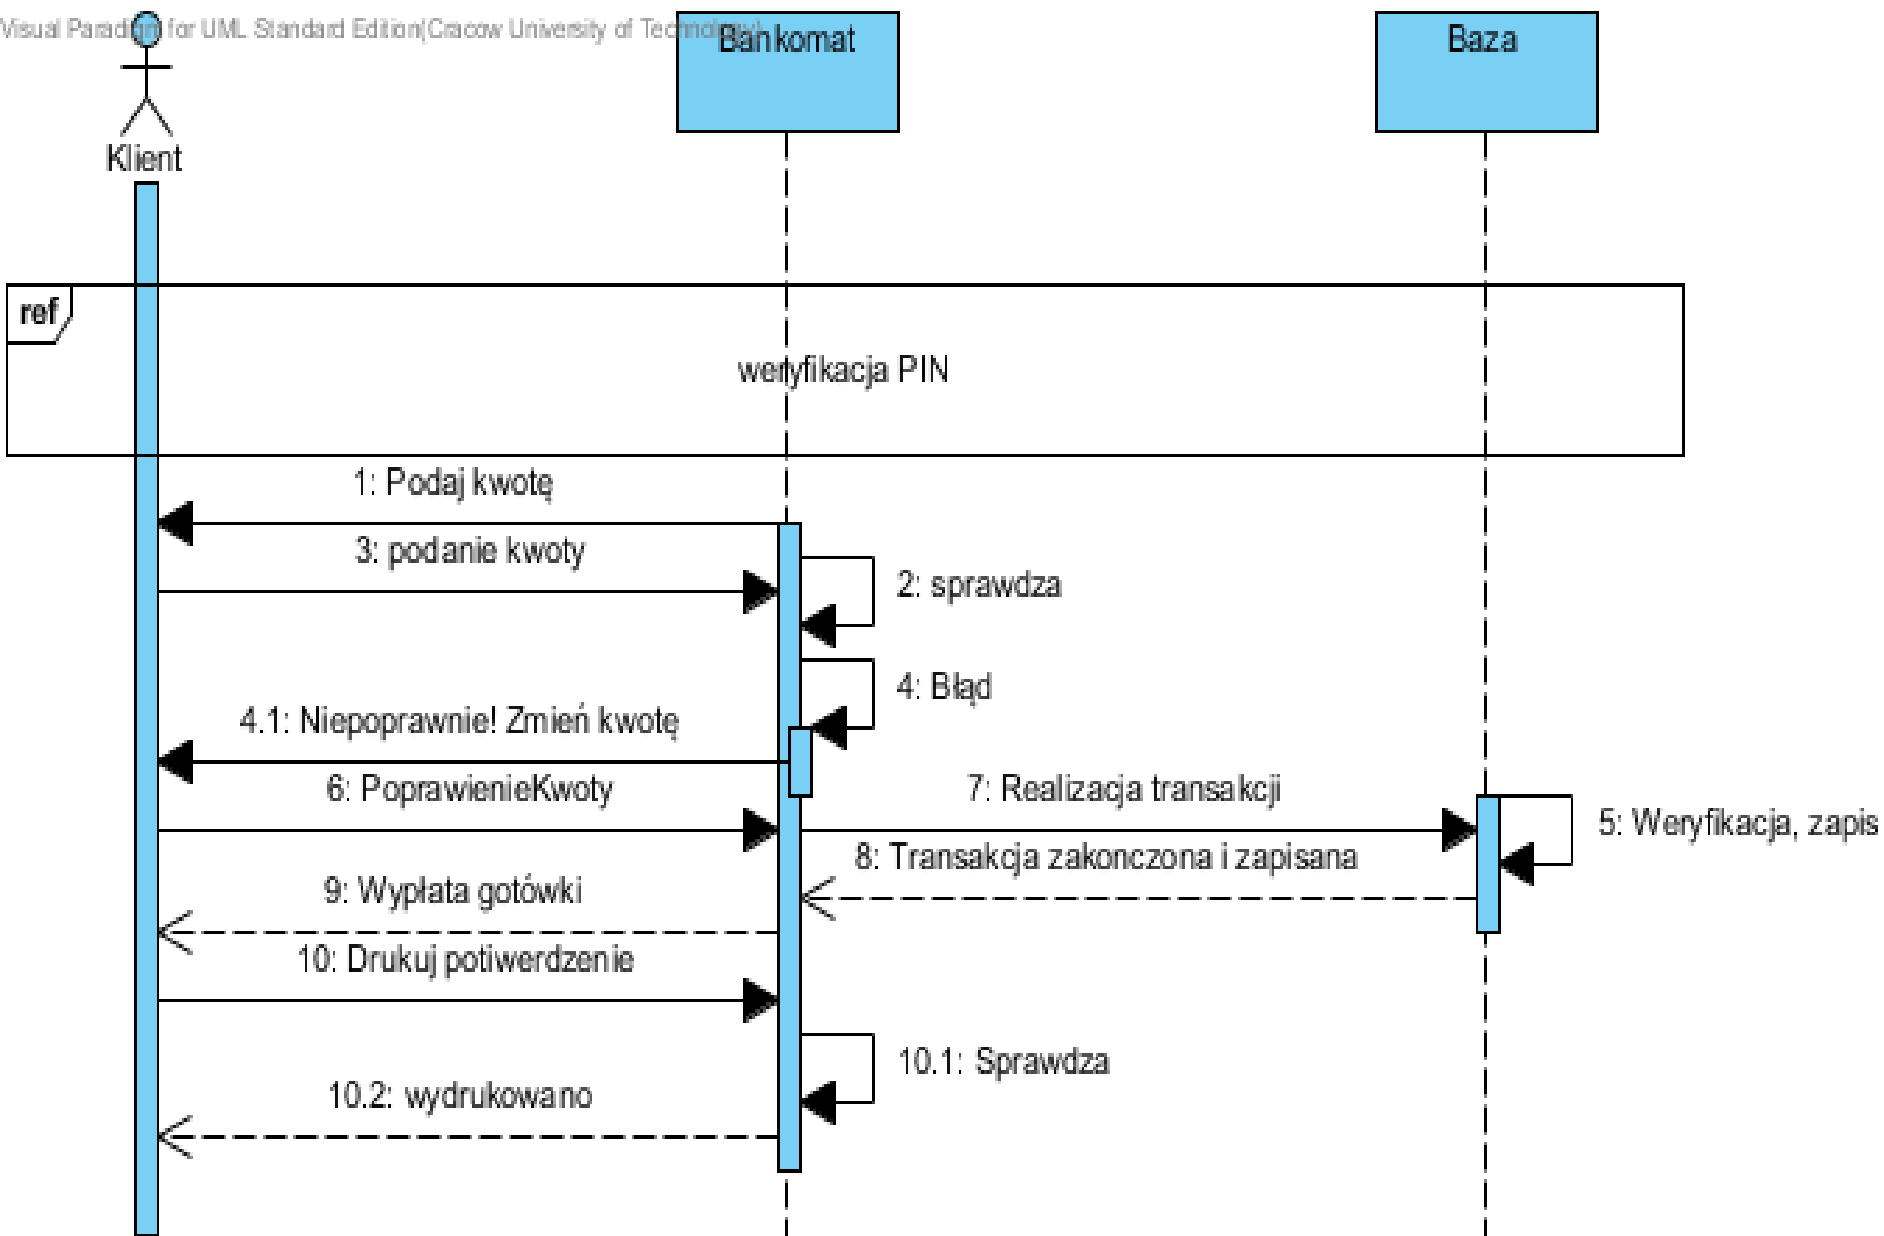 Visual Paradigm for UML Standard Edition(Cracow University of Technology)
Bankomat
Baza
Klient
ref
weryfikacja PIN
1: Podaj kwotę
3: podanie kwoty
2: sprawdza
4: Błąd
4.1: Niepoprawnie! Zmień kwotę
6: PoprawienieKwoty
7: Realizacja transakcji
5: Weryfikacja, zapis
8: Transakcja zakonczona i zapisana
9: Wypłata gotówki
10: Drukuj potiwerdzenie
10.1: Sprawdza
10.2: wydrukowano